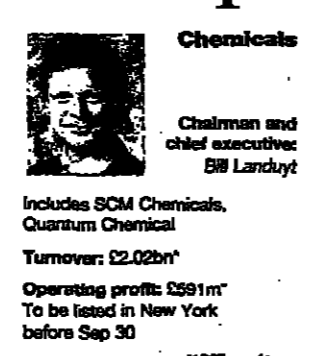 Chemicals
Chairman and
chief executive:
Bill Landuyt
Includes SCM Chemicals,
Quantum Chemical
Turnover: £2.02bn*
Operating profit: £591m*
To be listed in New York
before Sep 30